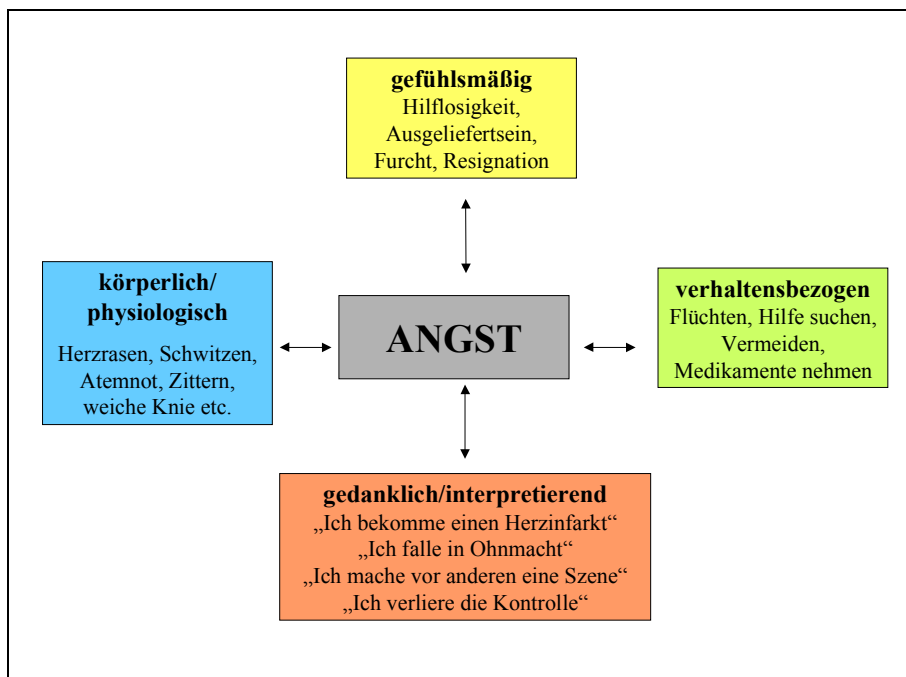 gefühlsmäßig
Hilflosigkeit,
Ausgeliefertsein,
Furcht, Resignation
körperlich/
physiologisch
Herzrasen, Schwitzen,
Atemnot, Zittern,
weiche Knie etc.
ANGST
verhaltensbezogen
Flüchten, Hilfe suchen,
Vermeiden,
Medikamente nehmen
gedanklich/interpretierend
„Ich bekomme einen Herzinfarkt“
„Ich falle in Ohnmacht“
„Ich mache vor anderen eine Szene“
„Ich verliere die Kontrolle“